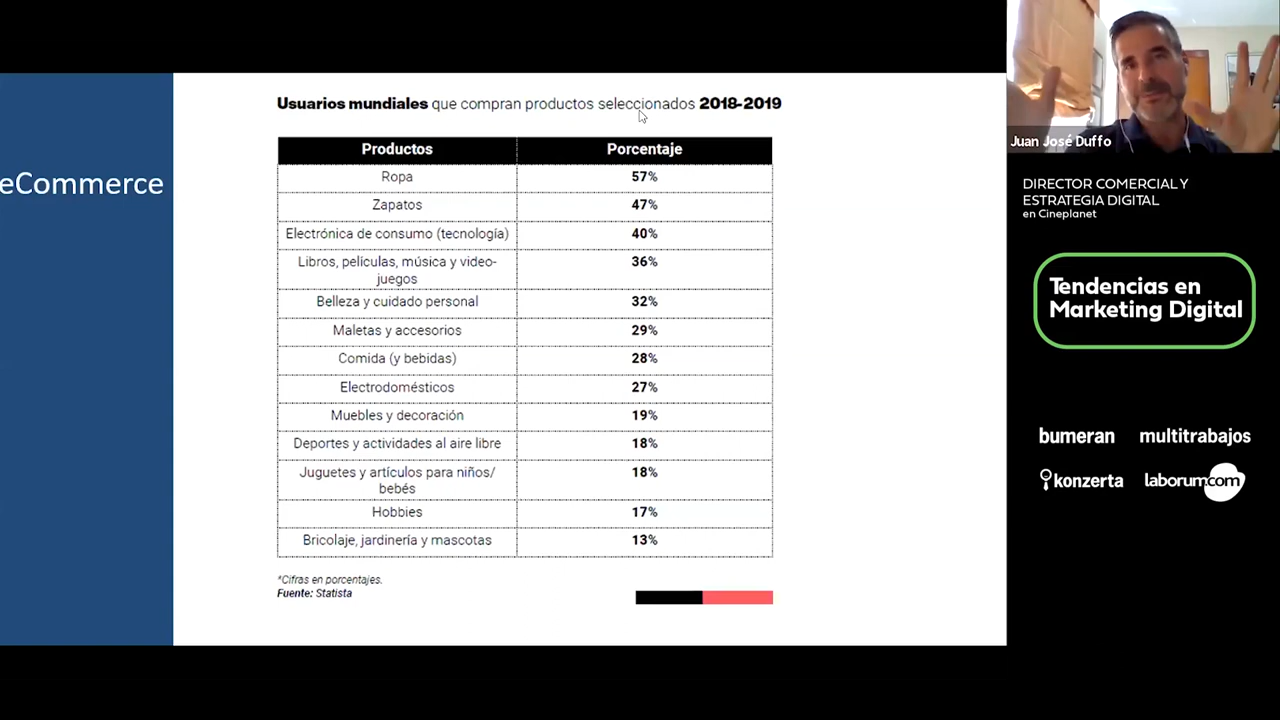 eCommerce
Usuarios mundiales que compran productos seleccionados 2018-2019
Productos Porcentaje
Ropa 57%
Zapatos 47%
Electrónica de consumo (tecnología) 40%
Libros, películas, música y video-
juegos 36%
Belleza y cuidado personal 32%
Maletas y accesorios 29%
Comida (y bebidas) 28%
Electrodomésticos 27%
Muebles y decoración 19%
Deportes y actividades al aire libre 18%
Juguetes y artículos para niños/
bebés 18%
Hobbies 17%
Bricolaje, jardinería y mascotas 13%
*Cifras en porcentajes.
Fuente: Statista
Juan José Duffo
DIRECTOR COMERCIAL Y
ESTRATEGIA DIGITAL
en Cineplanet
Tendencias en
Marketing Digital
bumeran multitrabajos
konzerta laborum.com